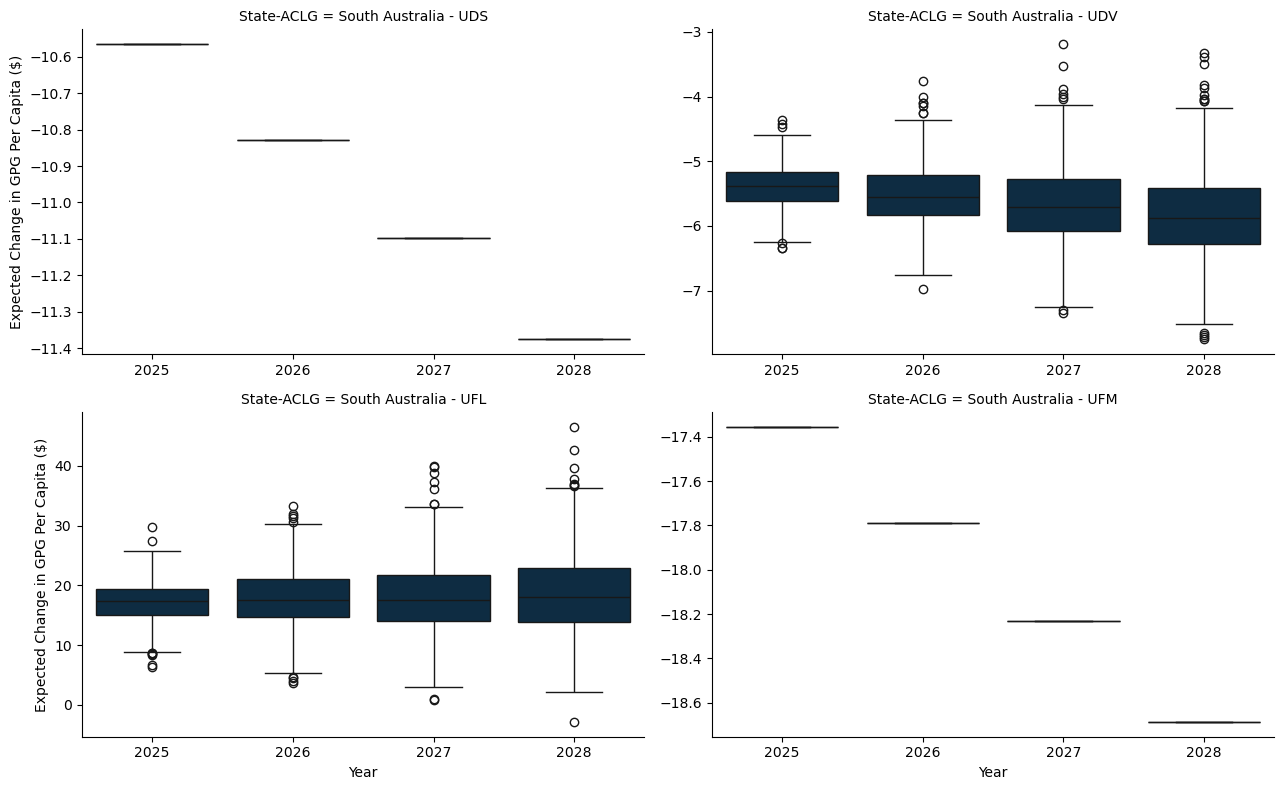 State-ACLG = South Australia - UDS
Expected Change in GPG Per Capita ($)
−10.6
−10.7
−10.8
−10.9
−11.0
−11.1
−11.2
−11.3
−11.4
2025 2026 2027 2028
State-ACLG = South Australia - UDV
−3
−4
−5
−6
−7
2025 2026 2027 2028
State-ACLG = South Australia - UFL
Expected Change in GPG Per Capita ($)
40
30
20
10
0
2025 2026 2027 2028
Year
State-ACLG = South Australia - UFM
−17.4
−17.6
−17.8
−18.0
−18.2
−18.4
−18.6
2025 2026 2027 2028
Year